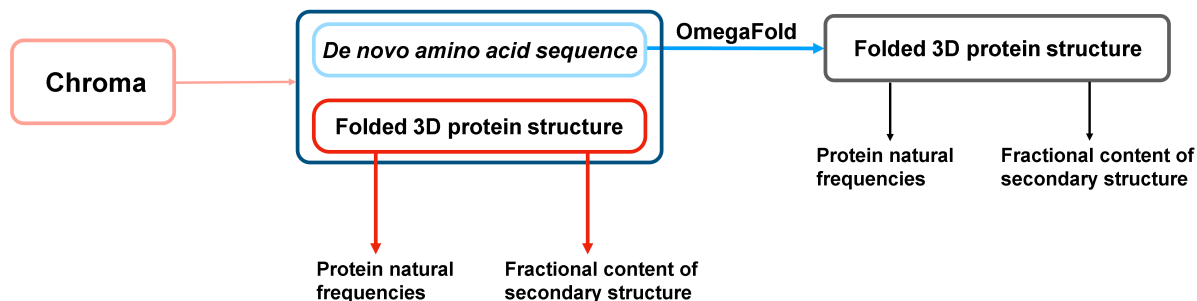 Chroma
De novo amino acid sequence
Folded 3D protein structure
OmegaFold
Folded 3D protein structure
Protein natural
frequencies
Fractional content of
secondary structure
Protein natural
frequencies
Fractional content of
secondary structure